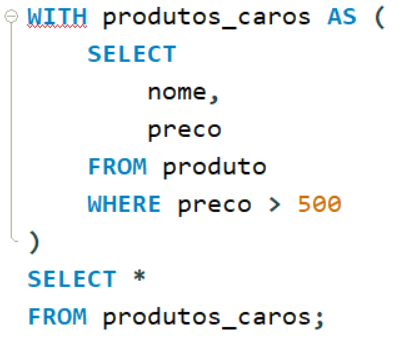 WITH produtos_caros AS (
    SELECT
        nome,
        preco
    FROM produto
    WHERE preco > 500
)
SELECT *
FROM produtos_caros;